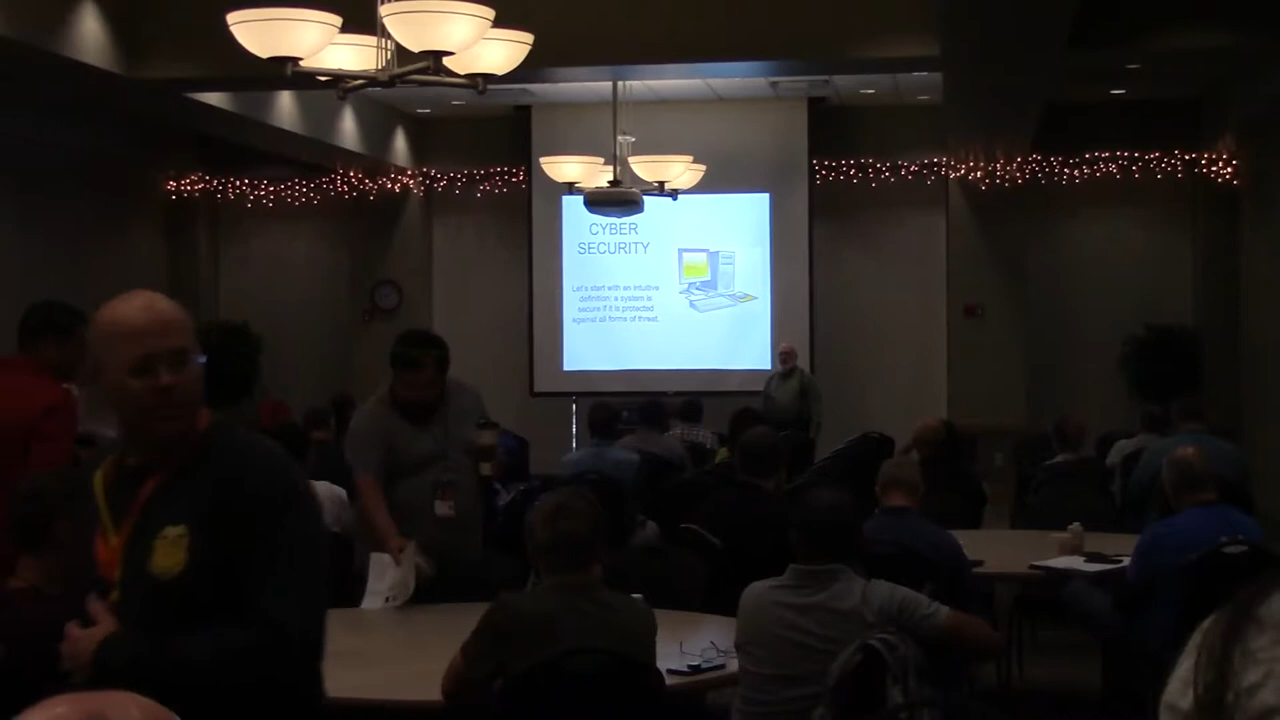 CYBER
SECURITY
Let's start with an intuitive
definition: a system is
secure if it is protected
against all forms of threat.